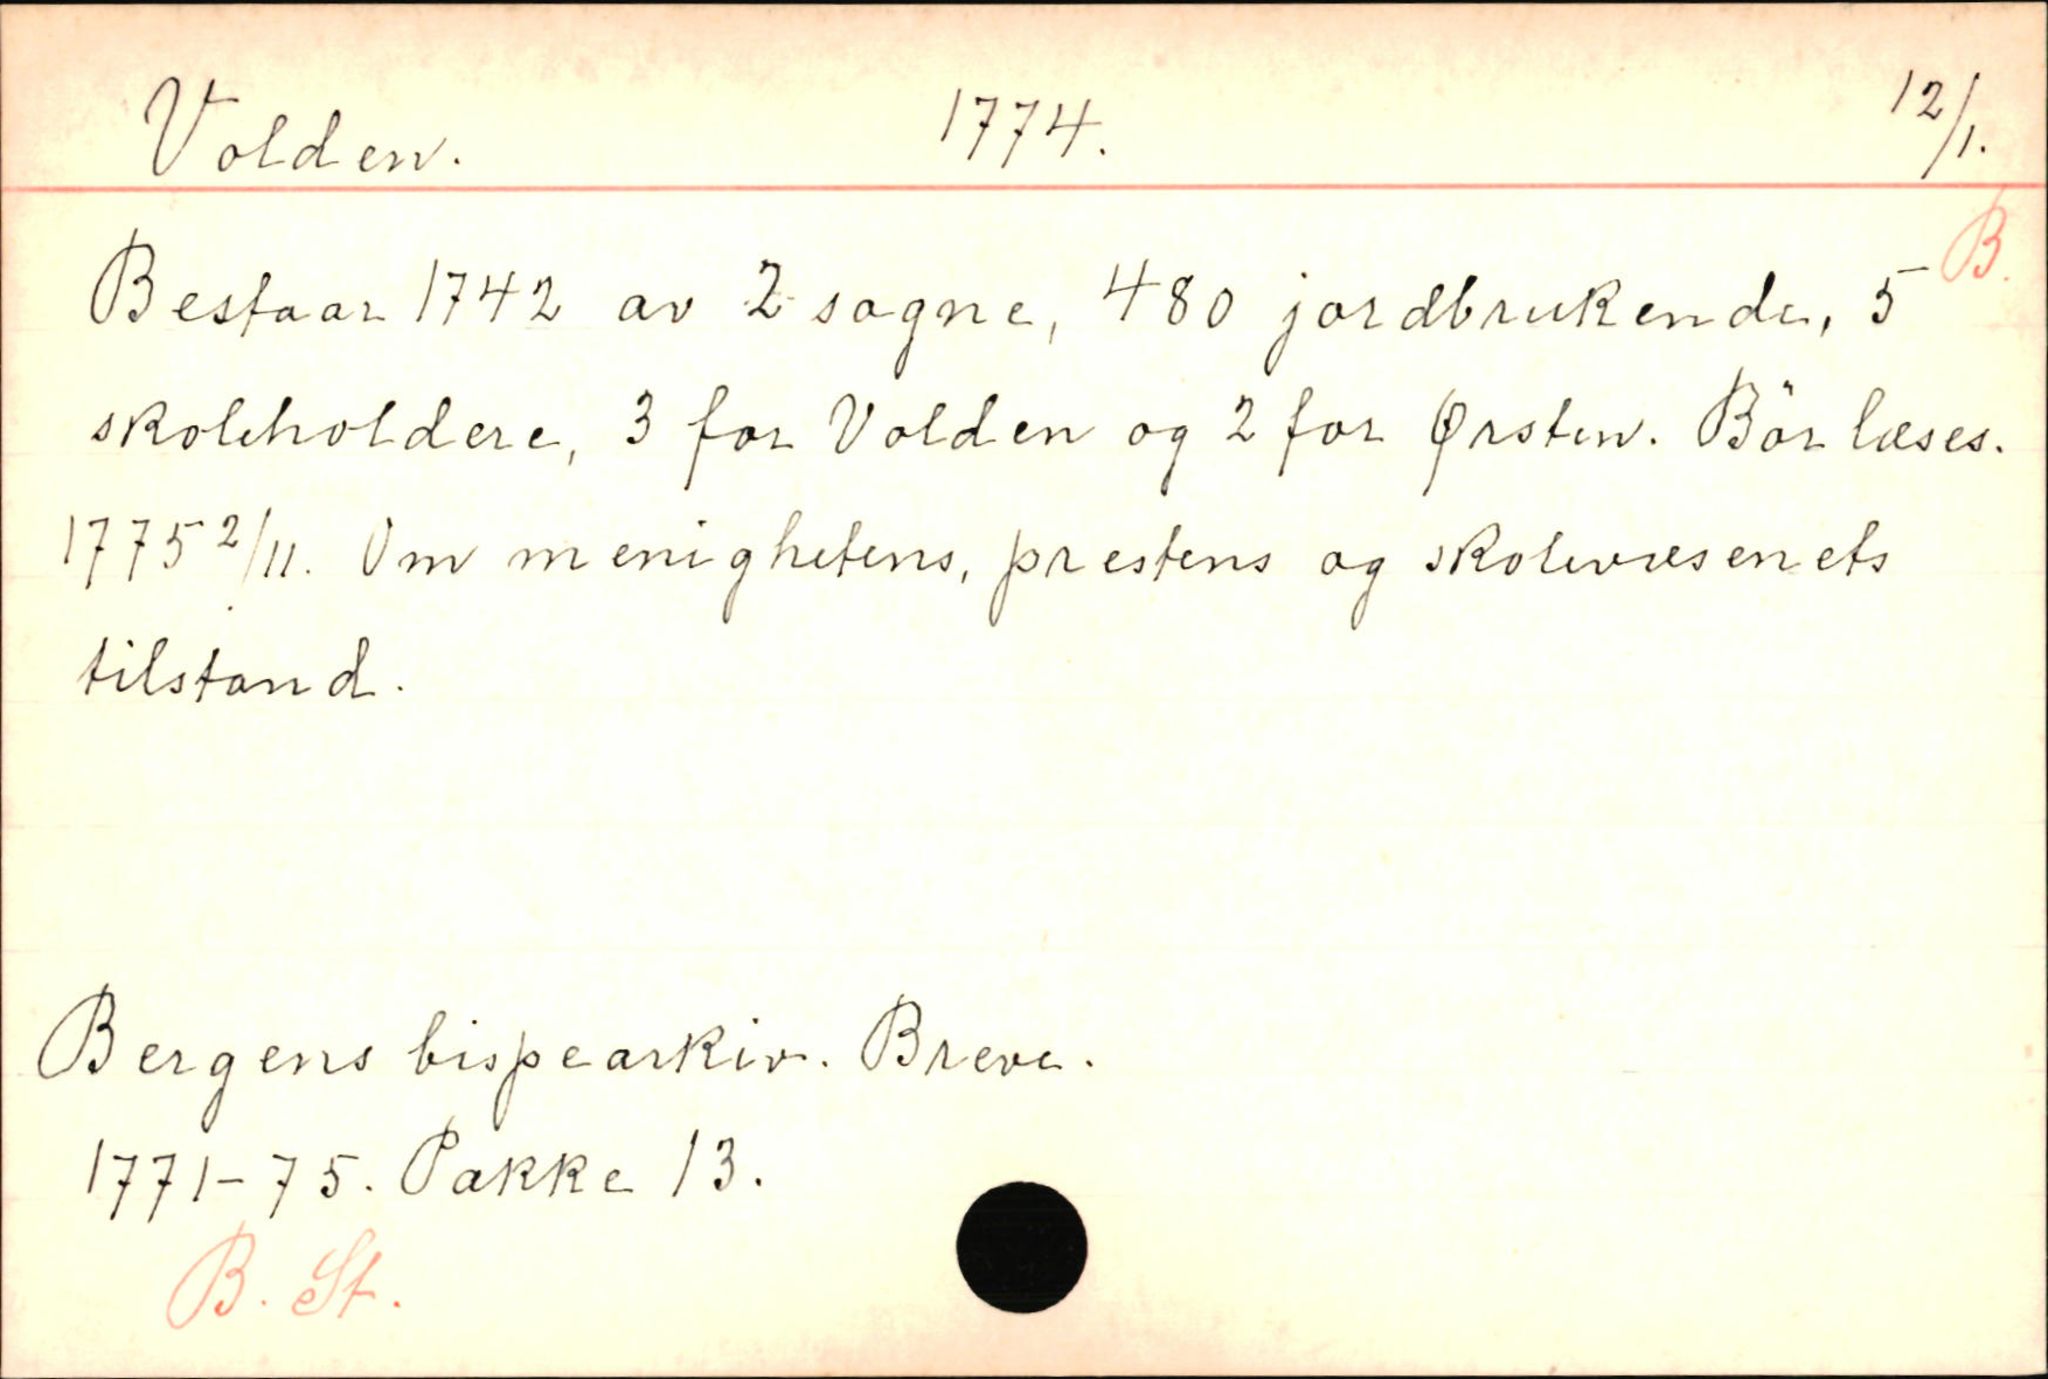 Volden. 1774. 12/1.
B.
Bestaar 1742 av 2 sogne, 480 jordbrukende, 5
skoleholdere, 3 for Volden og 2 for Ørsten. Bör læses.
1775 2/11. Om menighetens, prestens og skolevæsenets
tilstand.
Bergens bispearkiv. Breve.
1771-75. Pakke 13.
B. St.